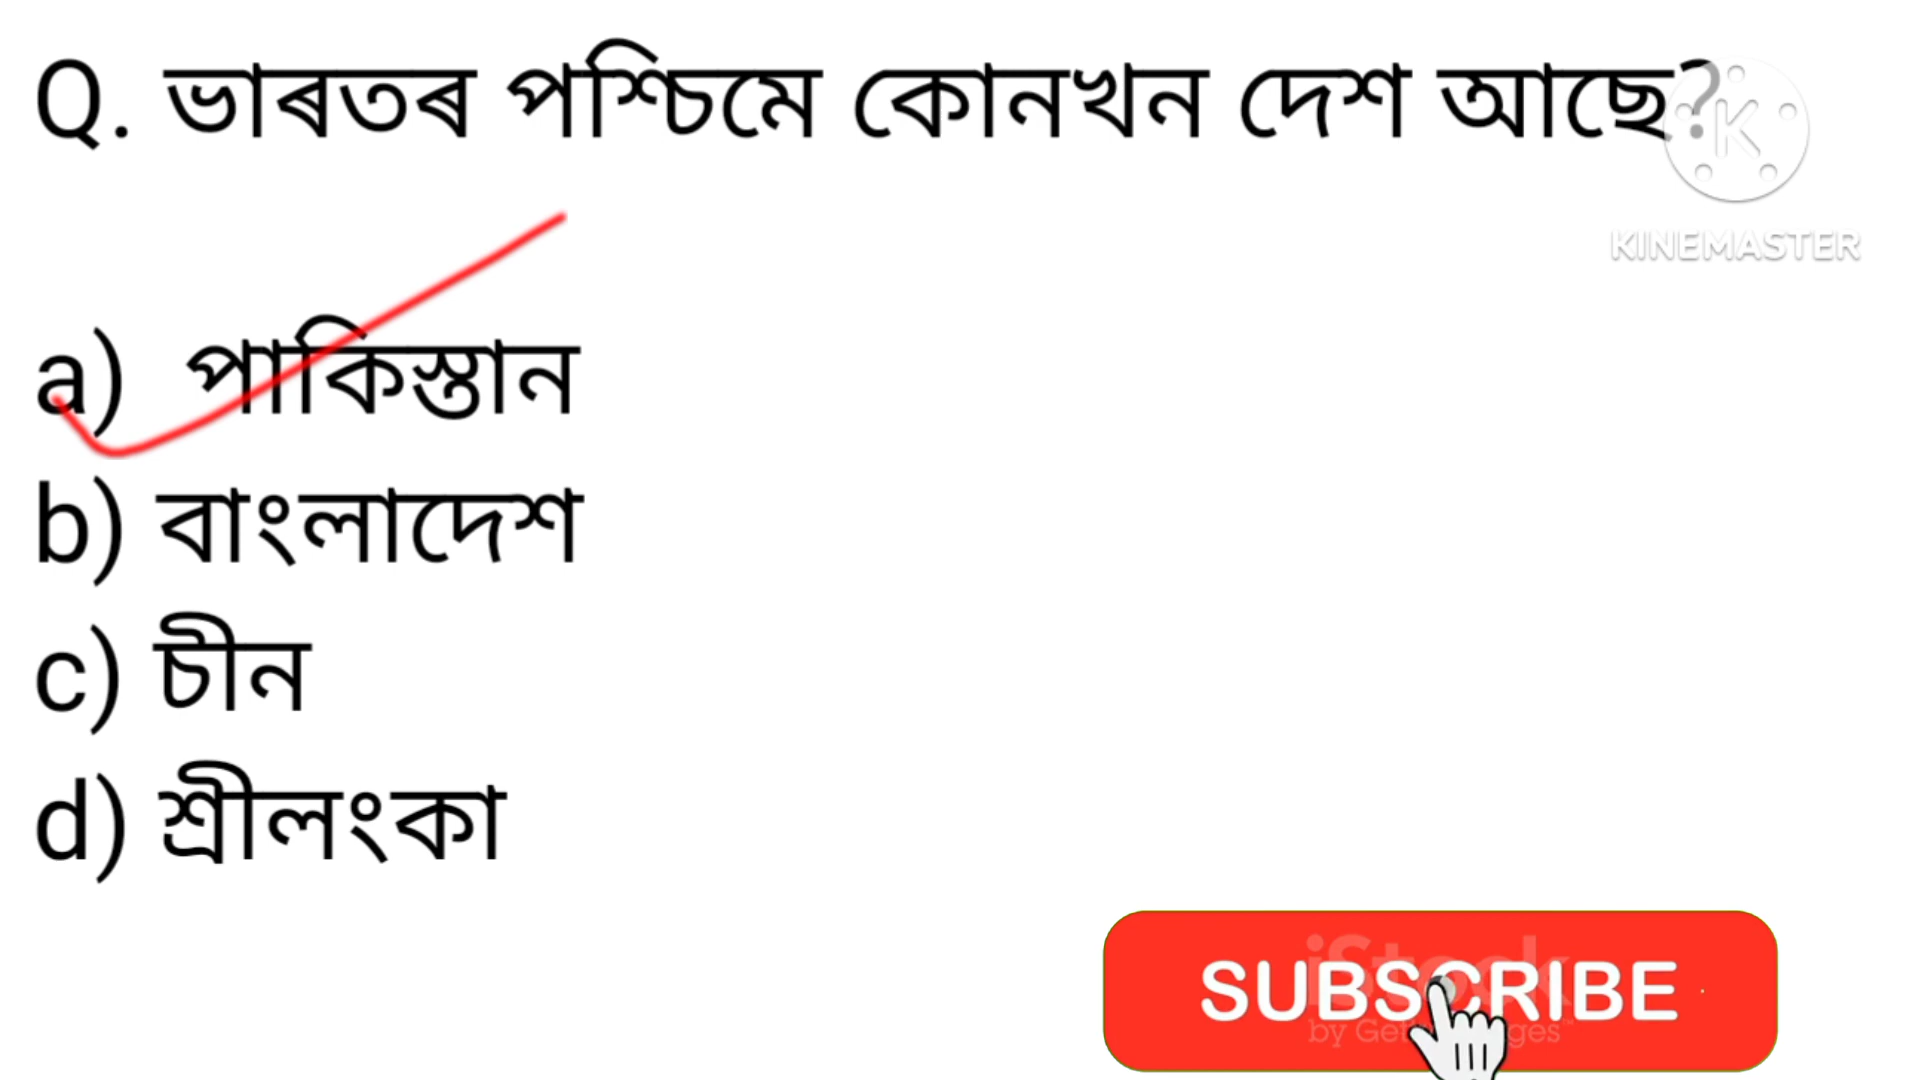 Q. ভাৰতৰ পশ্চিমে কোনখন দেশ আছে?
KINEMASTER
a) পাকিস্তান
b) বাংলাদেশ
c) চীন
d) শ্ৰীলংকা
SUBSCRIBE